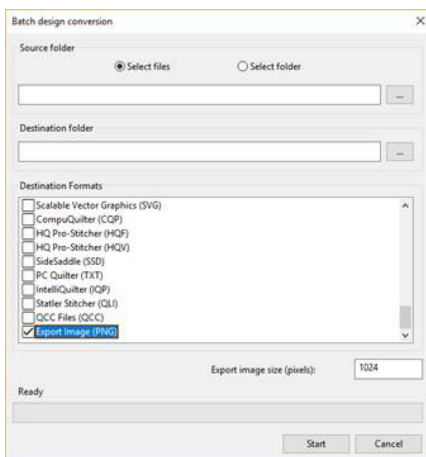 Batch design conversion
Source folder
Select files Select folder
...
Destination folder
...
Destination Formats
Scalable Vector Graphics (SVG)
CompuQuilter (CQP)
HQ Pro-Stitcher (HQF)
HQ Pro-Stitcher (HQV)
SideSaddle (SSD)
PC Quilter (TXT)
IntelliQuilter (IQP)
Statler Stitcher (QLI)
QCC Files (QCC)
Export Image (PNG)
Export image size (pixels): 1024
Ready
Start Cancel